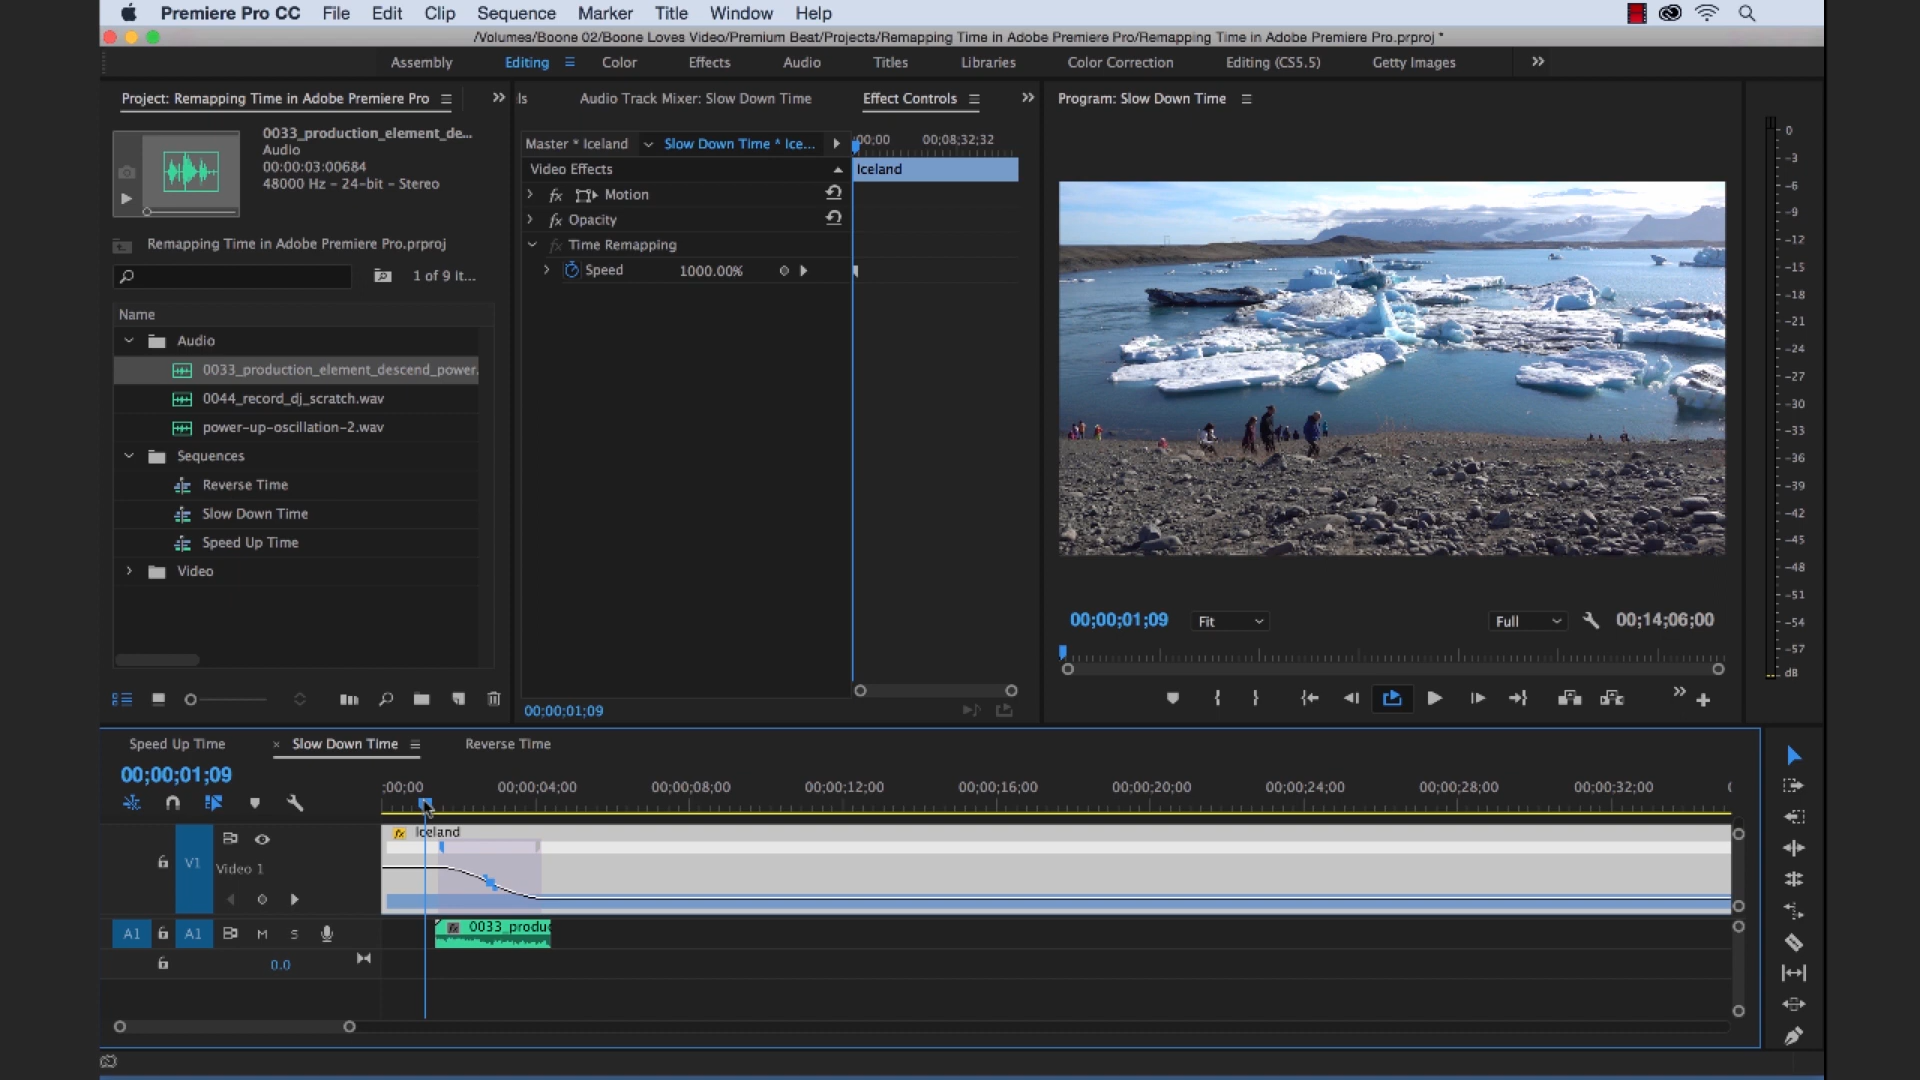 Premiere Pro CC File Edit Clip Sequence Marker Title Window Help
/Volumes/Boone 02/Boone Loves Video/Premium Beat/Projects/Remapping Time in Adobe Premiere Pro/Remapping Time in Adobe Premiere Pro.prproj *
Assembly Editing Color Effects Audio Titles Libraries Color Correction Editing (CS5.5) Getty Images
Project: Remapping Time in Adobe Premiere Pro
0033_production_element_de...
Audio
00:00:03:00684
48000 Hz - 24-bit - Stereo
Remapping Time in Adobe Premiere Pro.prproj
1 of 9 it...
Name
Audio
0033_production_element_descend_power.
0044_record_dj_scratch.wav
power-up-oscillation-2.wav
Sequences
Reverse Time
Slow Down Time
Speed Up Time
Video
ls Audio Track Mixer: Slow Down Time Effect Controls
Master * Iceland Slow Down Time * Ice... :00;00 00;08;32;32
Video Effects Iceland
fx Motion
fx Opacity
fx Time Remapping
Speed 1000.00%
00;00;01;09
Program: Slow Down Time
00;00;01;09 Fit Full 00;14;06;00
0
-3
-6
-9
-12
-15
-18
-21
-24
-27
-30
-33
-36
-39
-42
-45
-48
-51
-54
-57
dB
Speed Up Time × Slow Down Time Reverse Time
00;00;01;09
;00;00 00;00;04;00 00;00;08;00 00;00;12;00 00;00;16;00 00;00;20;00 00;00;24;00 00;00;28;00 00;00;32;00
fx Iceland
V1 Video 1
A1 A1 M S fx 0033_produc
0.0